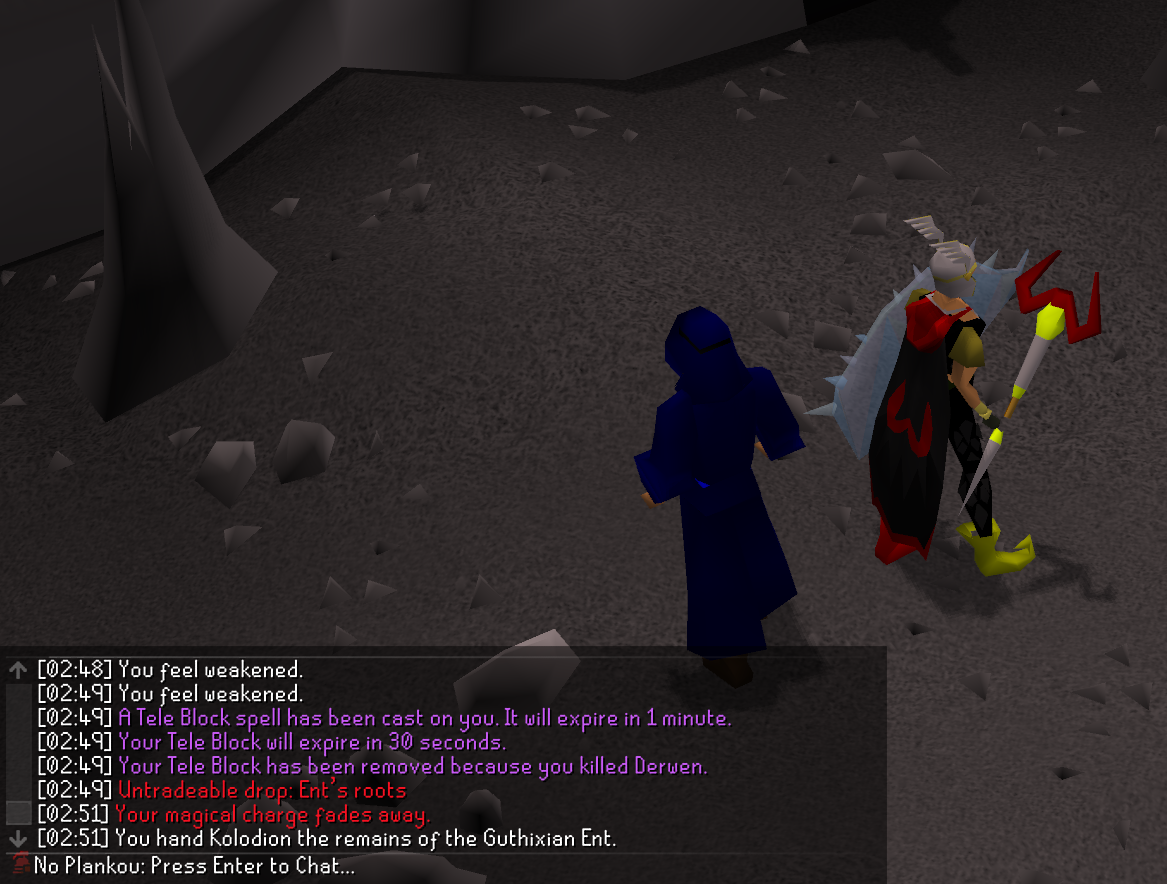 [02:48] You feel weakened.
[02:49] You feel weakened.
[02:49] A Tele Block spell has been cast on you. It will expire in 1 minute.
[02:49] Your Tele Block will expire in 30 seconds.
[02:49] Your Tele Block has been removed because you killed Derwen.
[02:49] Untradeable drop: Ent's roots
[02:51] Your magical charge fades away.
[02:51] You hand Kolodion the remains of the Guthixian Ent.
No Plankou: Press Enter to Chat...